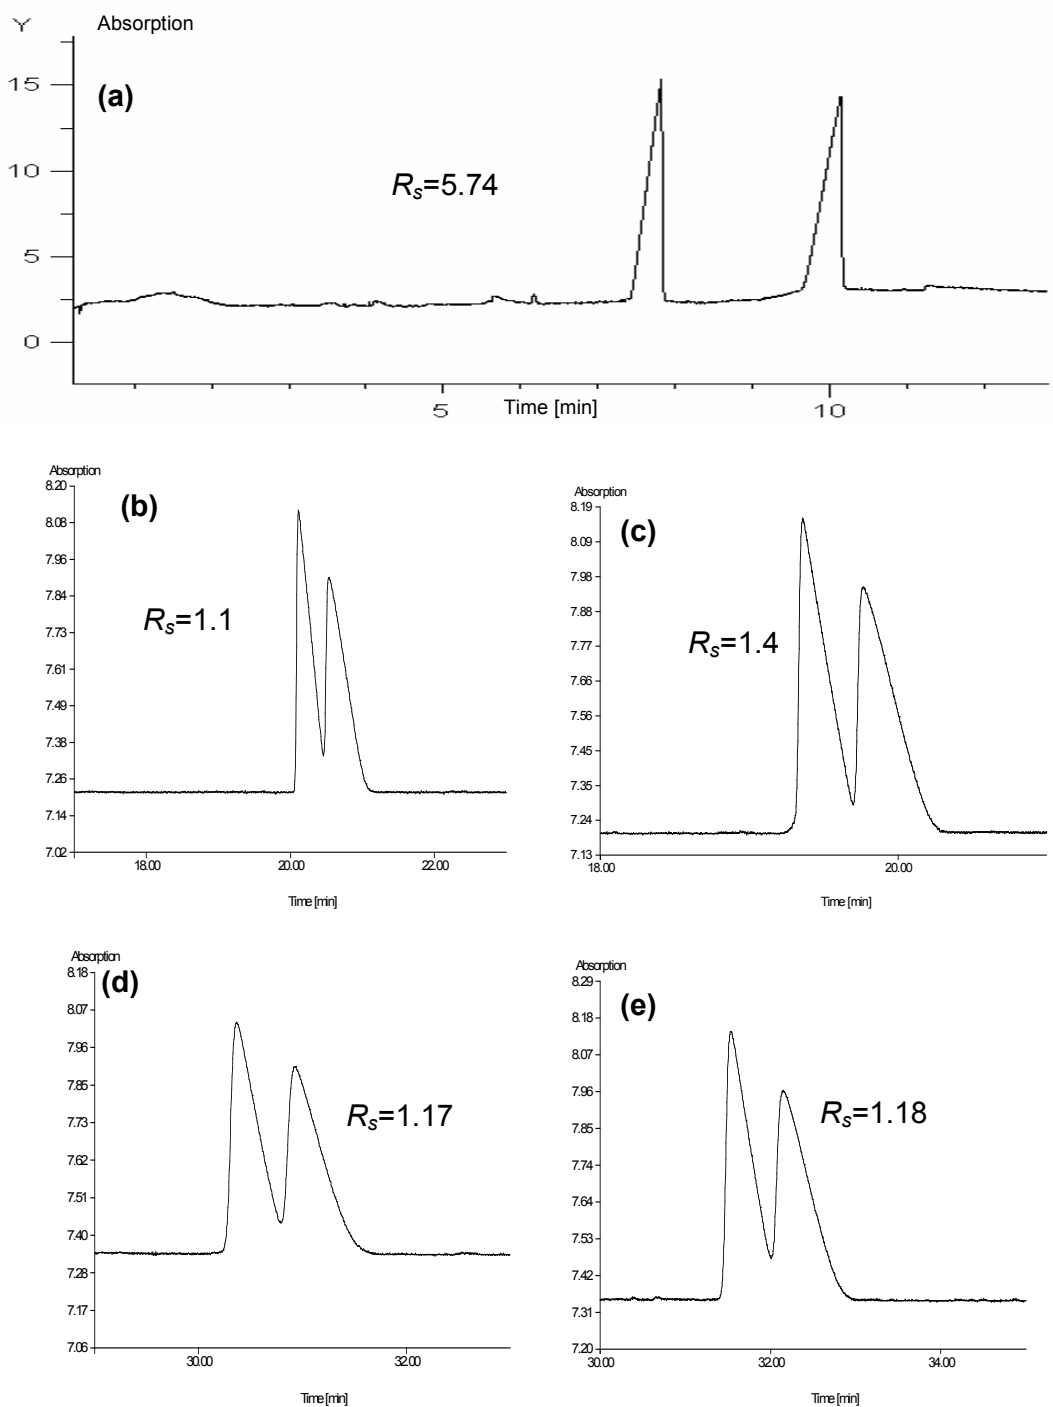 Y Absorption
15
(a)
10
Rs=5.74
5
0
5 Time [min] 10
Absorption
8.20
(b)
8.08
7.96
7.84
Rs=1.1
7.73
7.61
7.49
7.38
7.26
7.14
7.02
18.00 20.00 22.00
Time [min]
Absorption
8.19
(c)
8.09
7.98
7.88
7.77
Rs=1.4
7.66
7.56
7.45
7.35
7.24
7.13
18.00 20.00
Time [min]
Absorption
8.18
(d)
8.07
7.96
7.85
Rs=1.17
7.73
7.62
7.51
7.40
7.28
7.17
7.06
30.00 32.00
Time [min]
Absorption
8.29
(e)
8.18
8.07
7.96
Rs=1.18
7.85
7.74
7.64
7.53
7.42
7.31
7.20
30.00 32.00 34.00
Time [min]